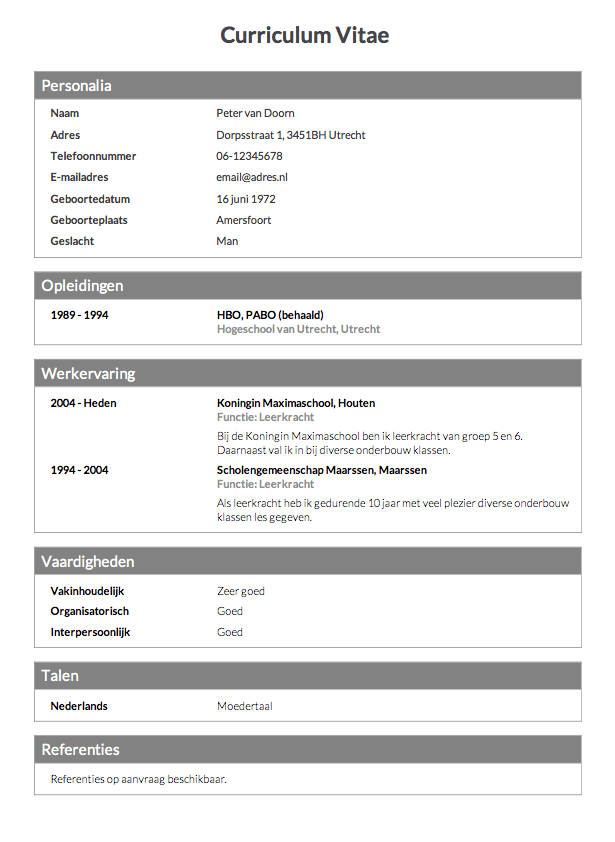 Curriculum Vitae
Personalia
Naam Peter van Doorn
Adres Dorpsstraat 1, 3451BH Utrecht
Telefoonnummer 06-12345678
E-mailadres email@adres.nl
Geboortedatum 16 juni 1972
Geboorteplaats Amersfoort
Geslacht Man
Opleidingen
1989 - 1994 HBO, PABO (behaald)
Hogeschool van Utrecht, Utrecht
Werkervaring
2004 - Heden Koningin Maximaschool, Houten
Functie: Leerkracht
Bij de Koningin Maximaschool ben ik leerkracht van groep 5 en 6.
Daarnaast val ik in bij diverse onderbouw klassen.
1994 - 2004 Scholengemeenschap Maarssen, Maarssen
Functie: Leerkracht
Als leerkracht heb ik gedurende 10 jaar met veel plezier diverse onderbouw
klassen les gegeven.
Vaardigheden
Vakinhoudelijk Zeer goed
Organisatorisch Goed
Interpersoonlijk Goed
Talen
Nederlands Moedertaal
Referenties
Referenties op aanvraag beschikbaar.